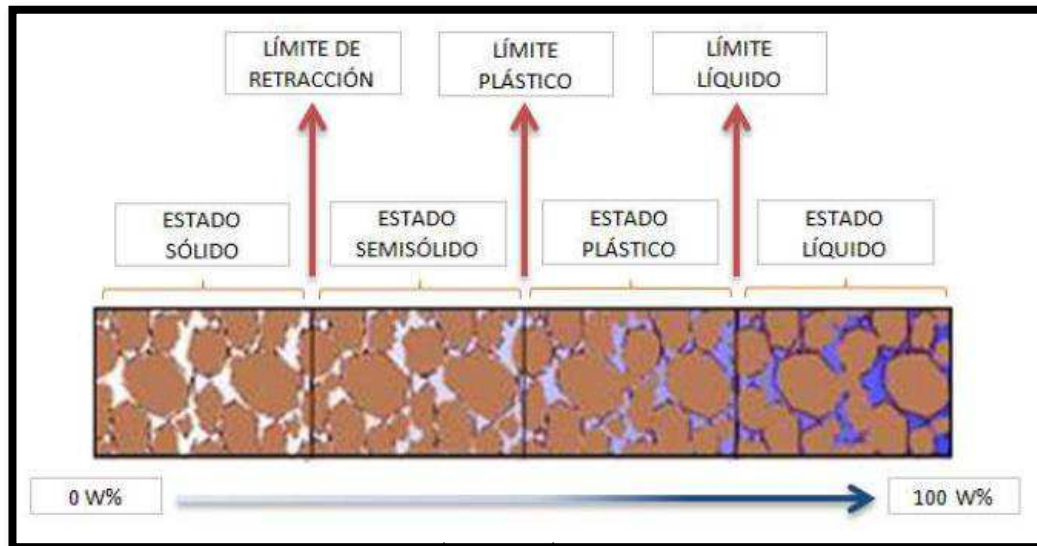 LÍMITE DE
RETRACCIÓN
LÍMITE
PLÁSTICO
LÍMITE
LÍQUIDO
ESTADO
SÓLIDO
ESTADO
SEMISÓLIDO
ESTADO
PLÁSTICO
ESTADO
LÍQUIDO
0 W%
100 W%